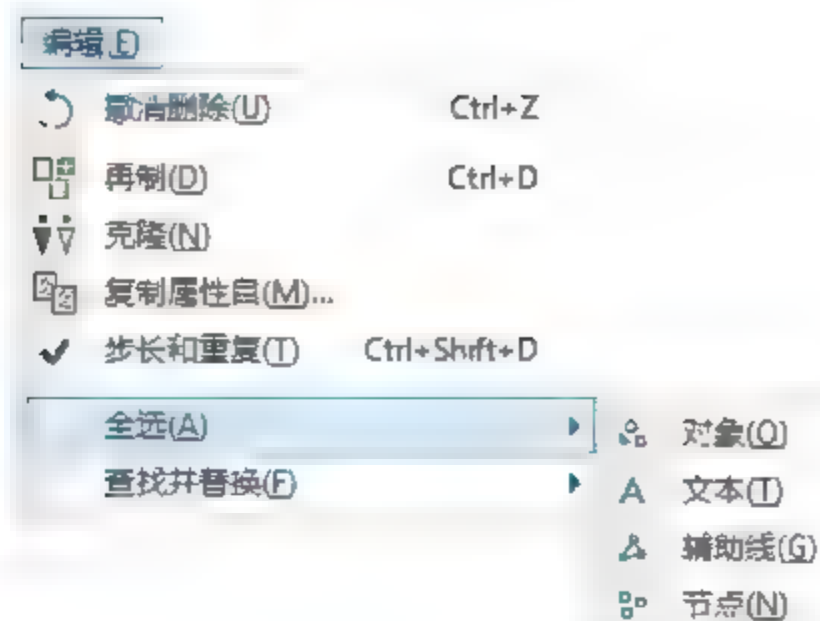 编辑(E)
撤消删除(U) Ctrl+Z
再制(D) Ctrl+D
克隆(N)
复制属性自(M)...
步长和重复(T) Ctrl+Shift+D
全选(A)
查找并替换(F)
对象(O)
文本(T)
辅助线(G)
节点(N)